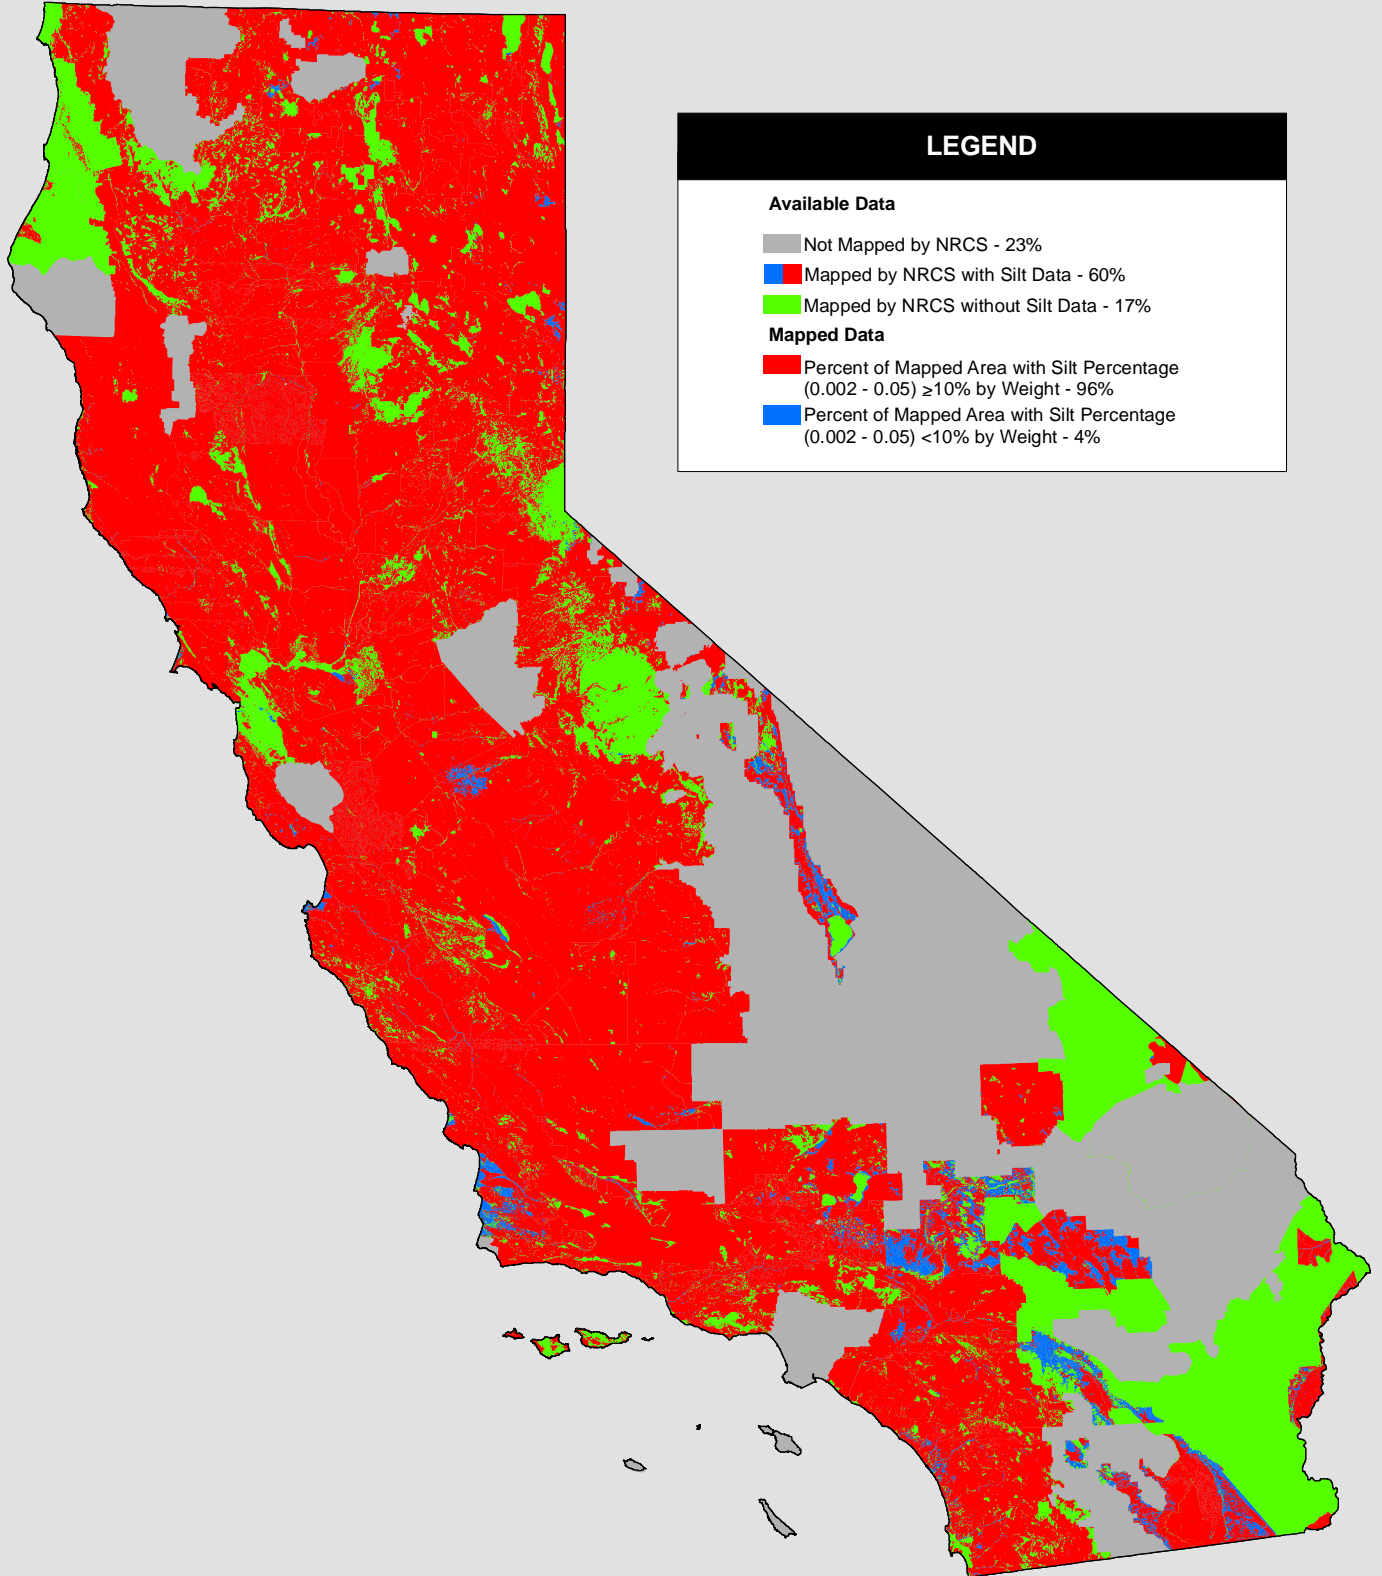 LEGEND
Available Data
Not Mapped by NRCS - 23%
Mapped by NRCS with Silt Data - 60%
Mapped by NRCS without Silt Data - 17%
Mapped Data
Percent of Mapped Area with Silt Percentage
(0.002 - 0.05) ≥10% by Weight - 96%
Percent of Mapped Area with Silt Percentage
(0.002 - 0.05) <10% by Weight - 4%